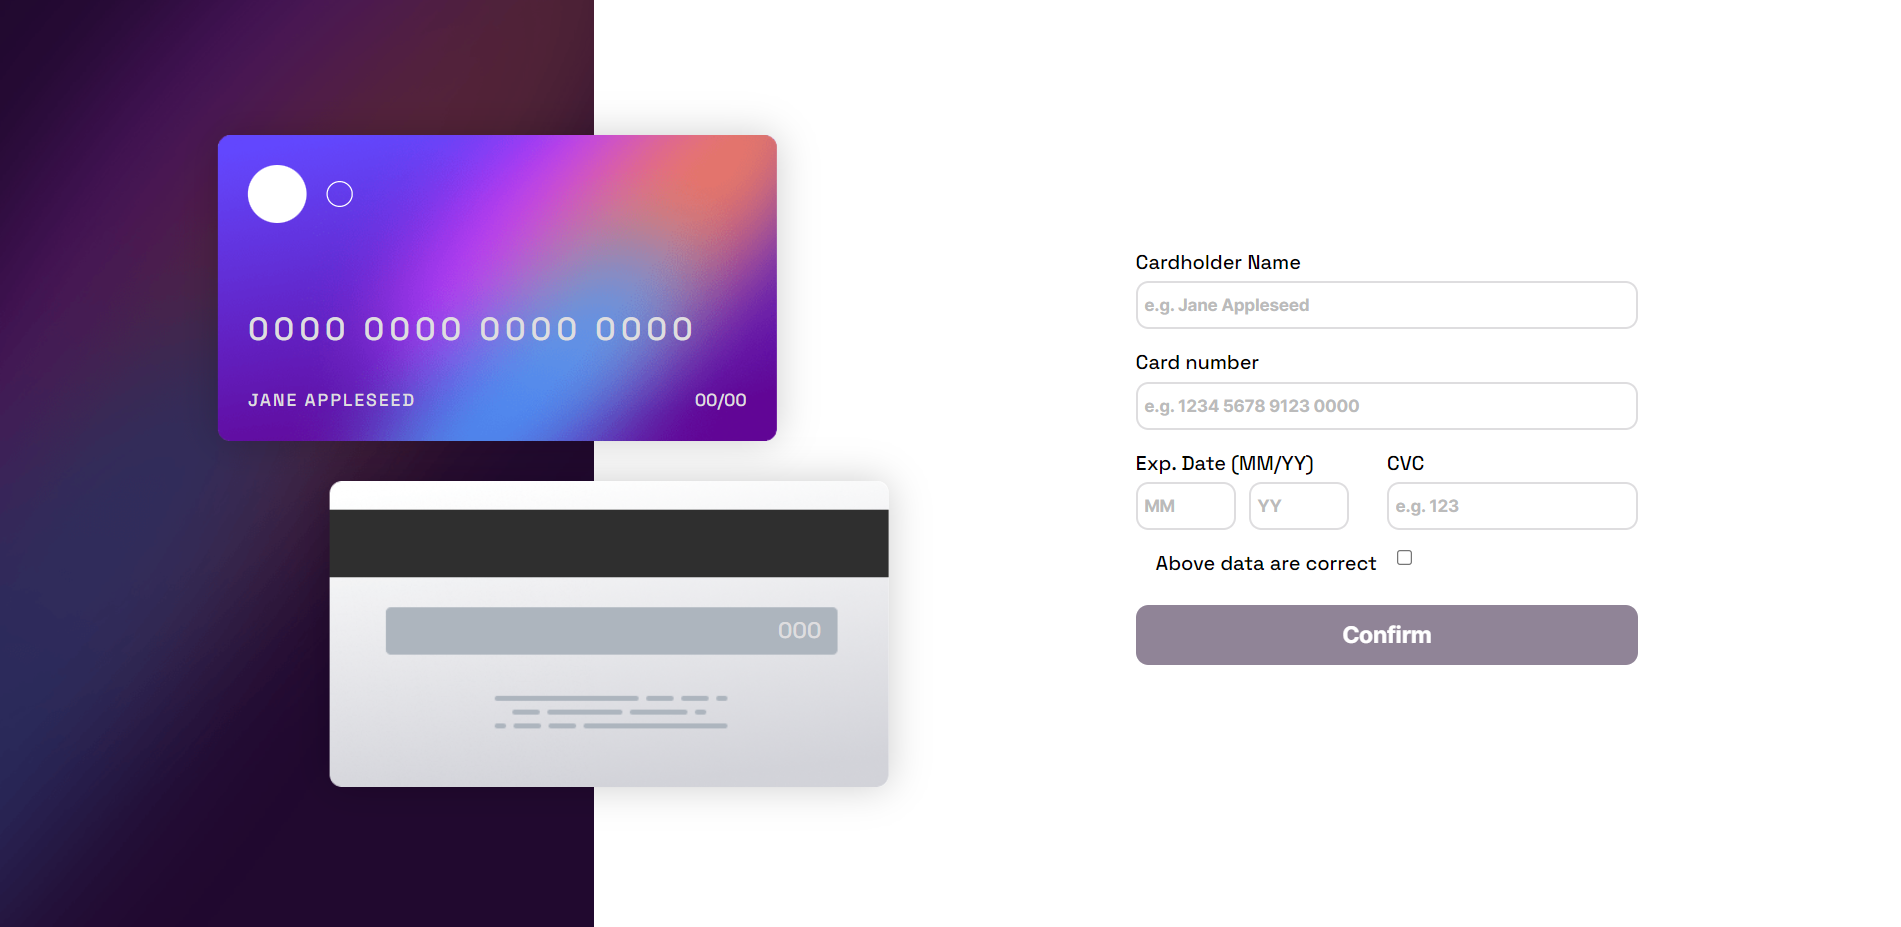 0000 0000 0000 0000
JANE APPLESEED 00/00
000
Cardholder Name
e.g. Jane Appleseed
Card number
e.g. 1234 5678 9123 0000
Exp. Date (MM/YY) CVC
MM YY e.g. 123
Above data are correct
Confirm